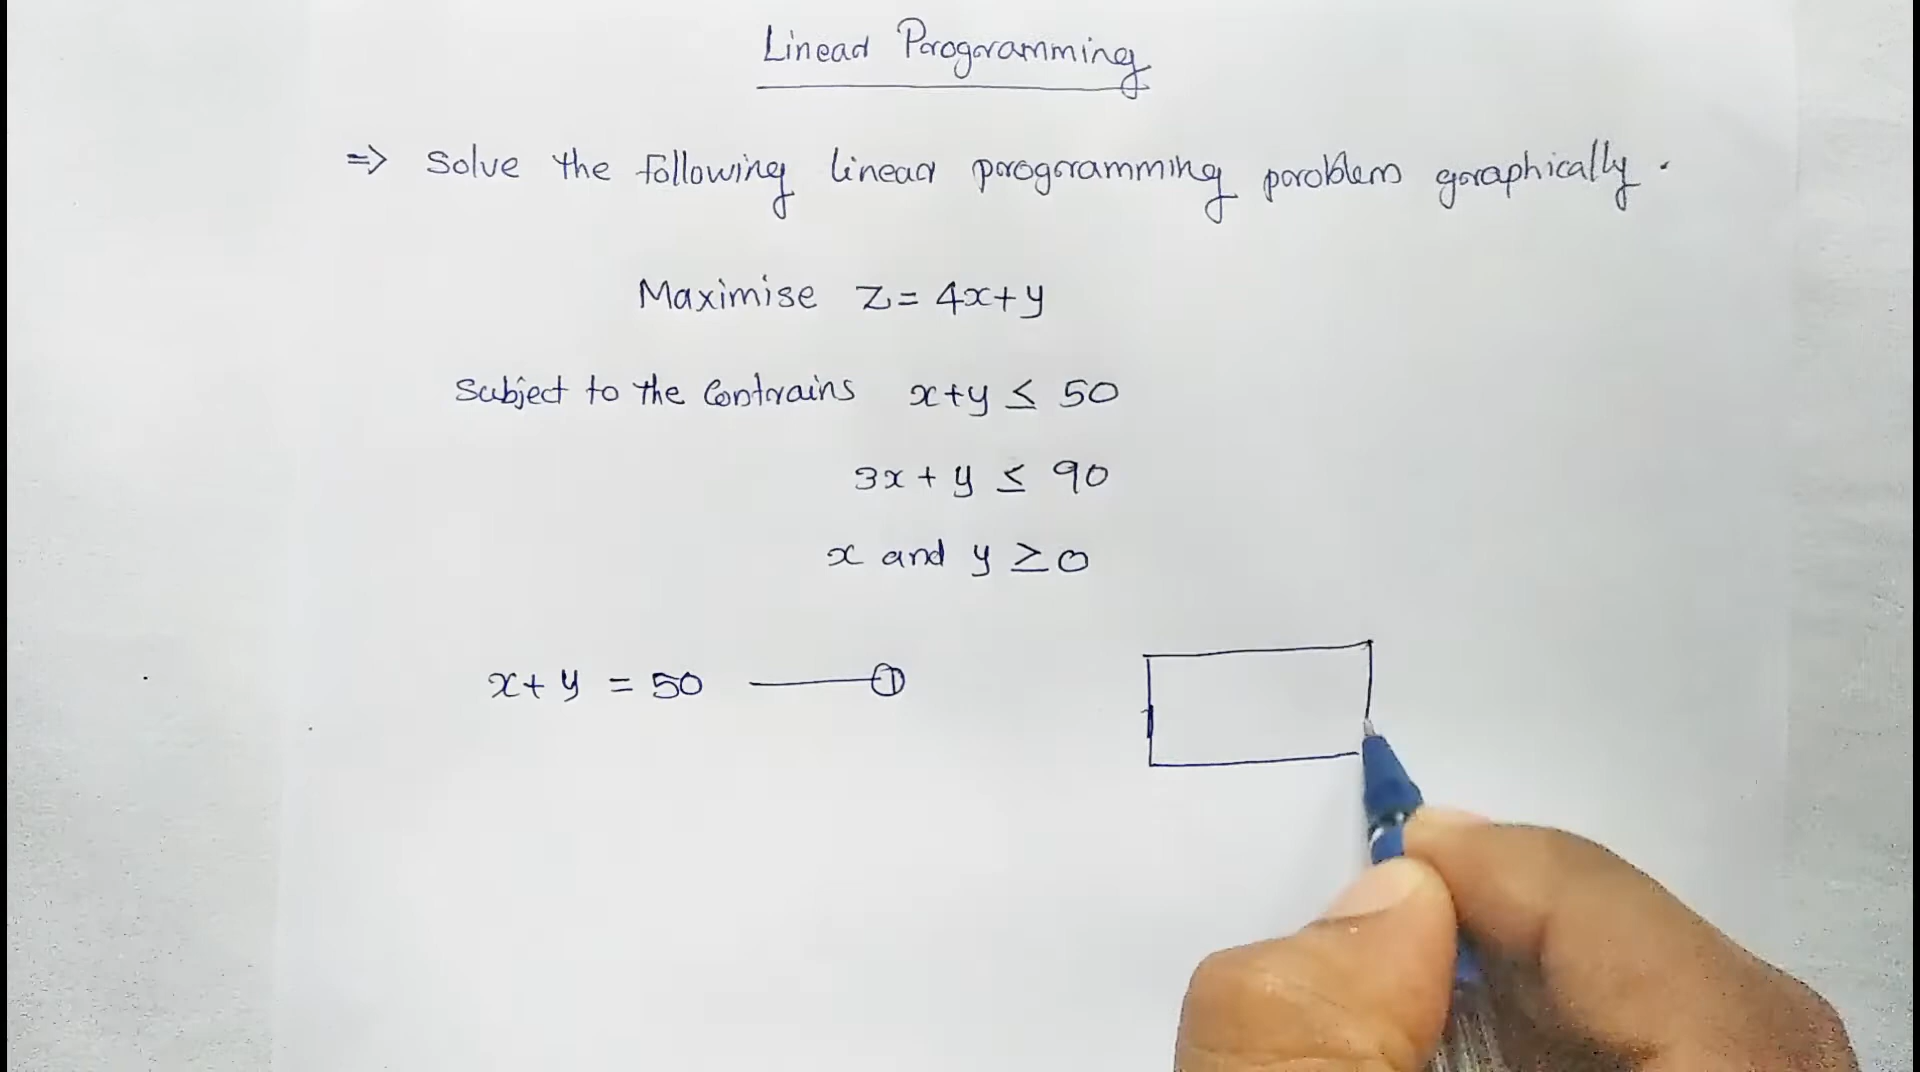 Linear Programming
=> Solve the following linear programming problem graphically.
Maximise Z = 4x+y
Subject to the Contrains x+y ≤ 50
3x + y ≤ 90
x and y ≥ 0
x + y = 50 —— ①